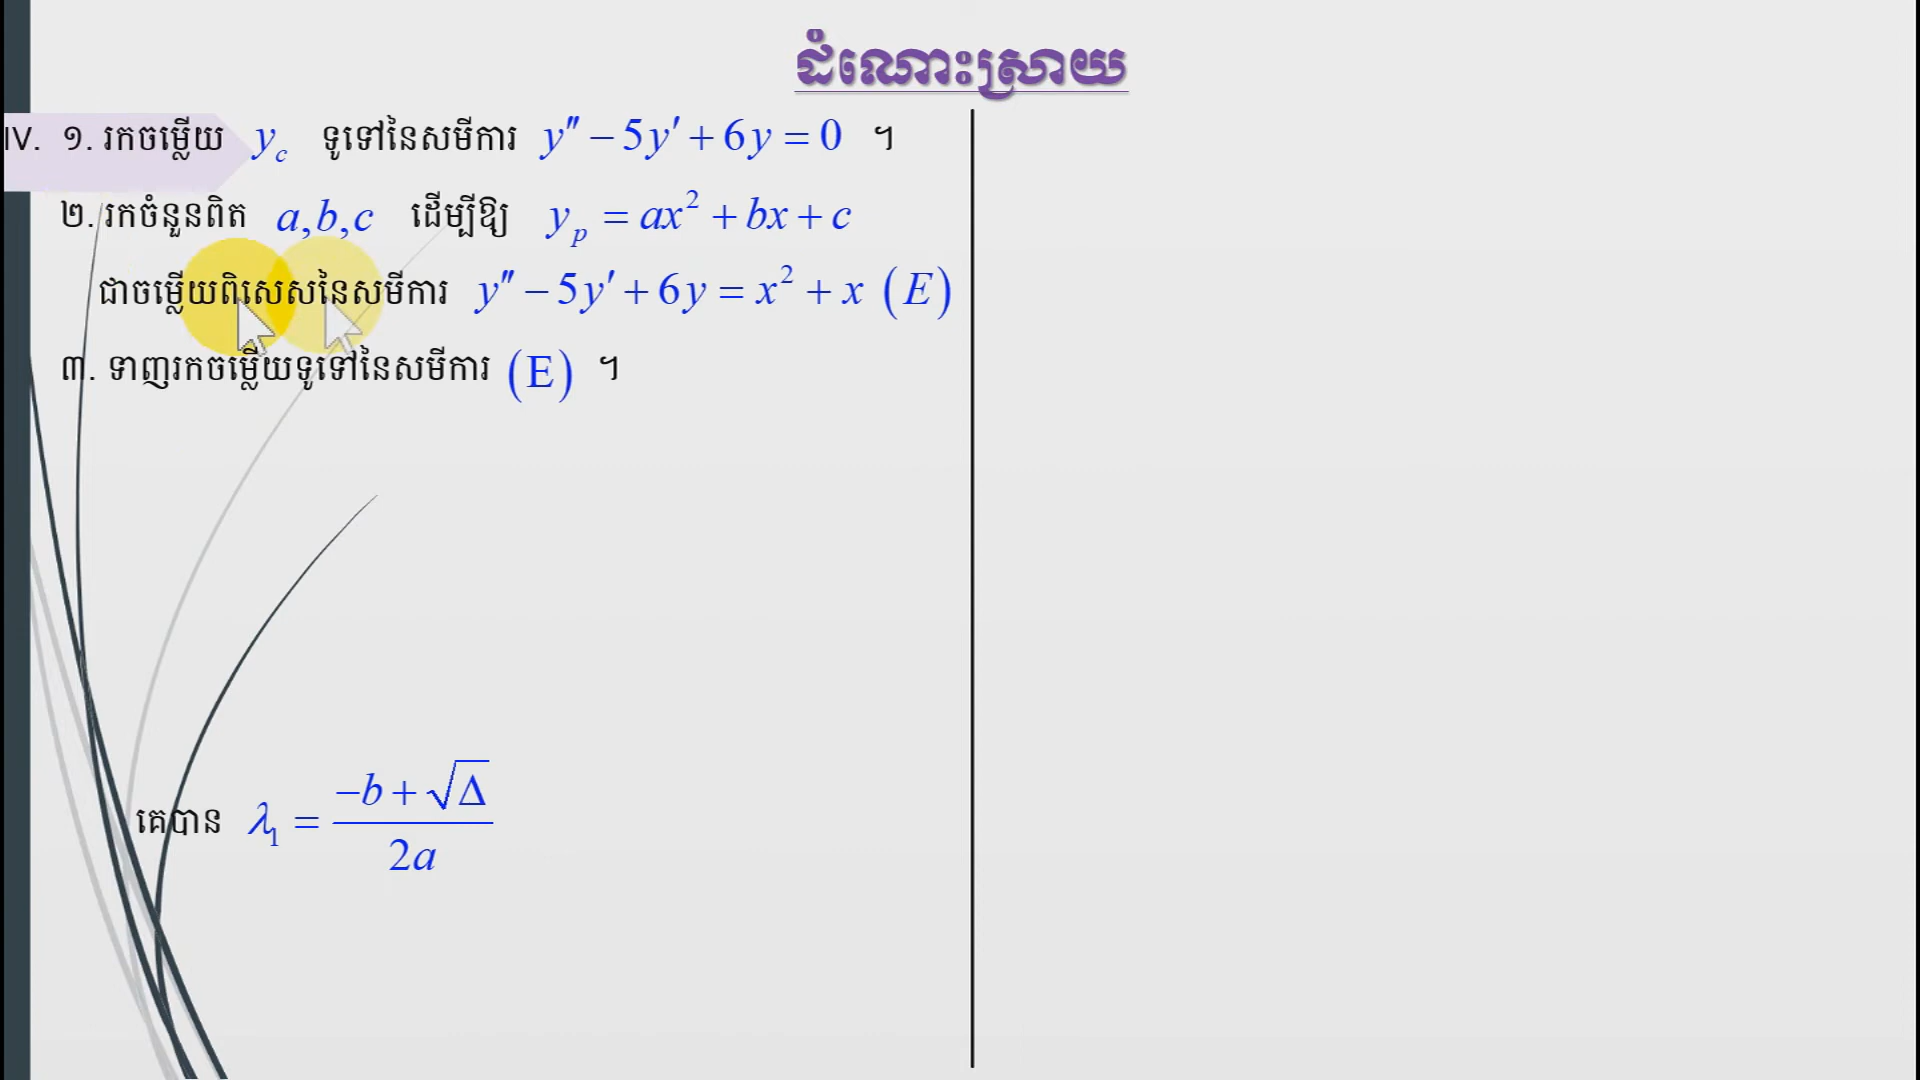 ដំណោះស្រាយ
IV. ១. រកចម្លើយ y_c ទូទៅនៃសមីការ y″ − 5y′ + 6y = 0 ។
២. រកចំនួនពិត a,b,c ដើម្បីឱ្យ y_p = ax² + bx + c
ជាចម្លើយពិសេសនៃសមីការ y″ − 5y′ + 6y = x² + x (E)
៣. ទាញរកចម្លើយទូទៅនៃសមីការ (E) ។
គេបាន λ₁ = (−b + √Δ) / 2a